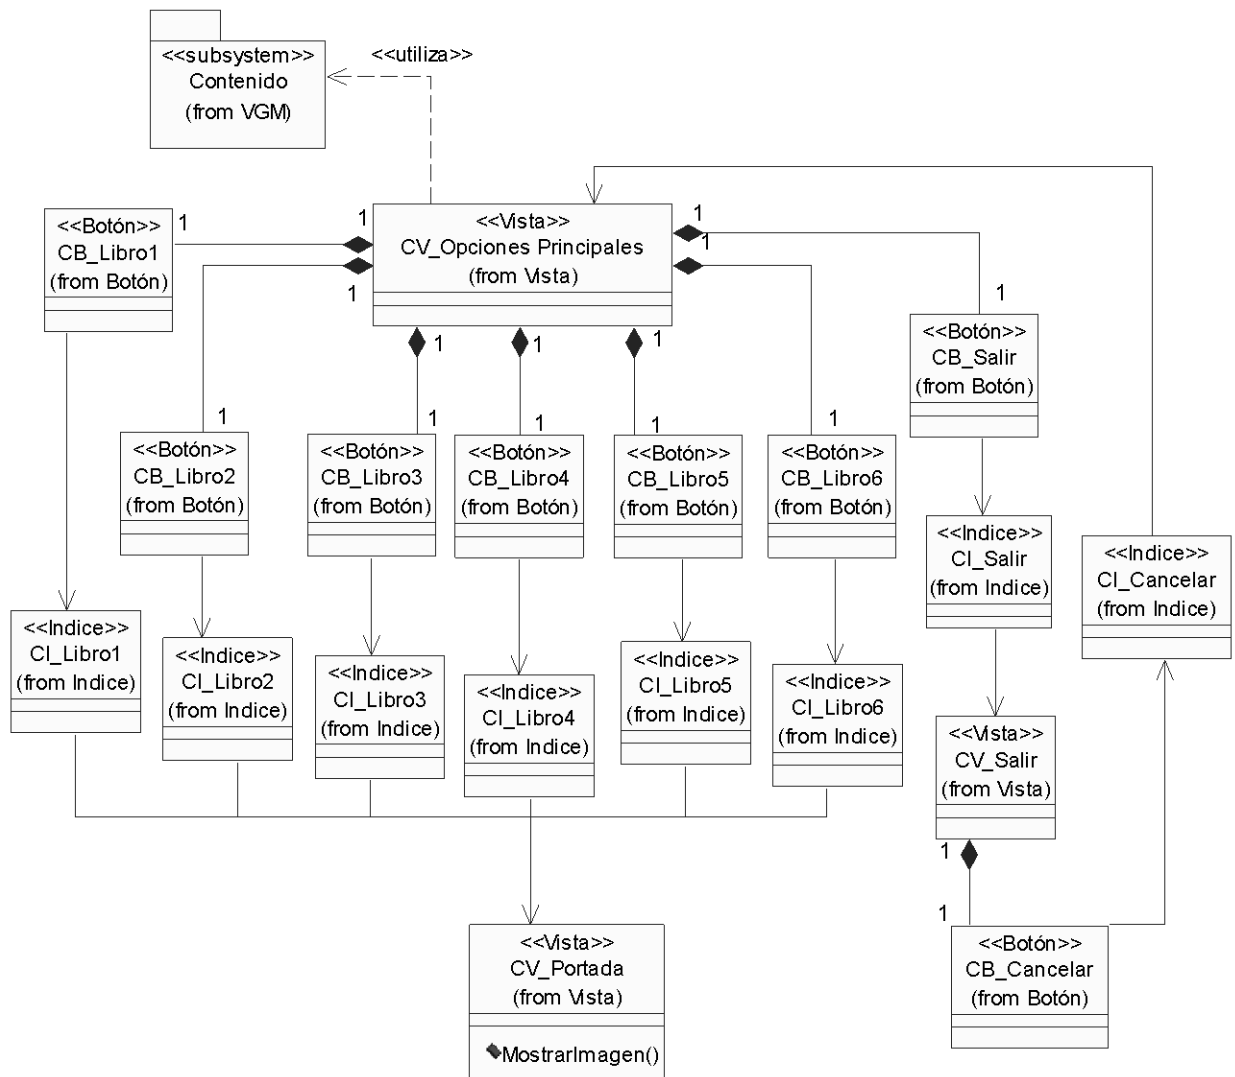 <<subsystem>>
Contenido
(from VGM)
<<utiliza>>
<<Botón>>
CB_Libro1
(from Botón)
1
1
1
<<Vista>>
CV_Opciones Principales
(from Vista)
1
1
1
1
1
1
<<Botón>>
CB_Salir
(from Botón)
1
1
1
1
1
<<Botón>>
CB_Libro2
(from Botón)
<<Botón>>
CB_Libro3
(from Botón)
<<Botón>>
CB_Libro4
(from Botón)
<<Botón>>
CB_Libro5
(from Botón)
<<Botón>>
CB_Libro6
(from Botón)
<<Indice>>
CI_Salir
(from Indice)
<<Indice>>
CI_Cancelar
(from Indice)
<<Indice>>
CI_Libro1
(from Indice)
<<Indice>>
CI_Libro2
(from Indice)
<<Indice>>
CI_Libro3
(from Indice)
<<Indice>>
CI_Libro4
(from Indice)
<<Indice>>
CI_Libro5
(from Indice)
<<Indice>>
CI_Libro6
(from Indice)
<<Vista>>
CV_Salir
(from Vista)
1
1
<<Vista>>
CV_Portada
(from Vista)
MostrarImagen()
<<Botón>>
CB_Cancelar
(from Botón)